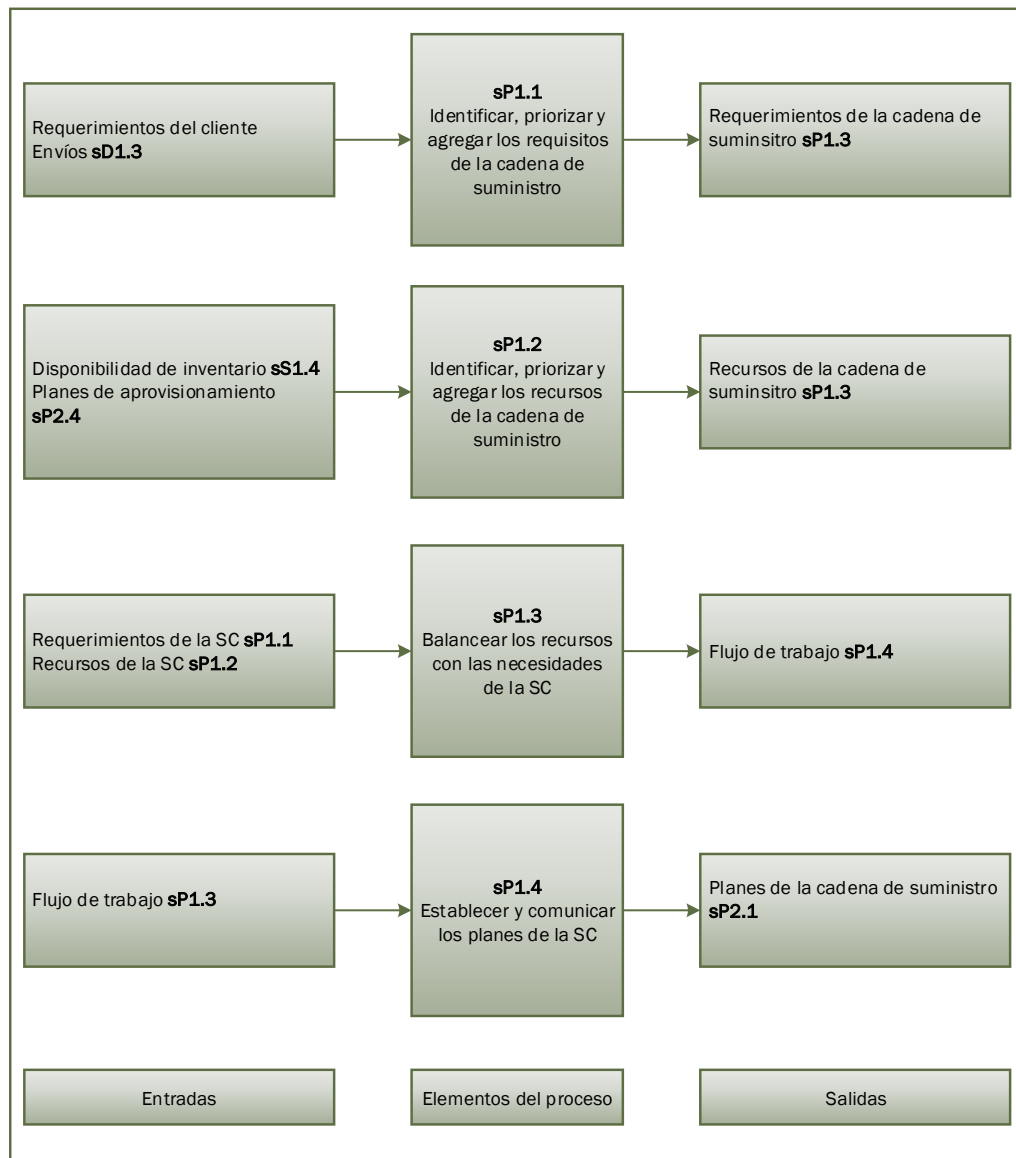 Requerimientos del cliente
Envíos sD1.3
sP1.1
Identificar, priorizar y
agregar los requisitos
de la cadena de
suministro
Requerimientos de la cadena de
suminsitro sP1.3
Disponibilidad de inventario sS1.4
Planes de aprovisionamiento
sP2.4
sP1.2
Identificar, priorizar y
agregar los recursos
de la cadena de
suministro
Recursos de la cadena de
suminsitro sP1.3
Requerimientos de la SC sP1.1
Recursos de la SC sP1.2
sP1.3
Balancear los recursos
con las necesidades
de la SC
Flujo de trabajo sP1.4
Flujo de trabajo sP1.3
sP1.4
Establecer y comunicar
los planes de la SC
Planes de la cadena de suministro
sP2.1
Entradas
Elementos del proceso
Salidas